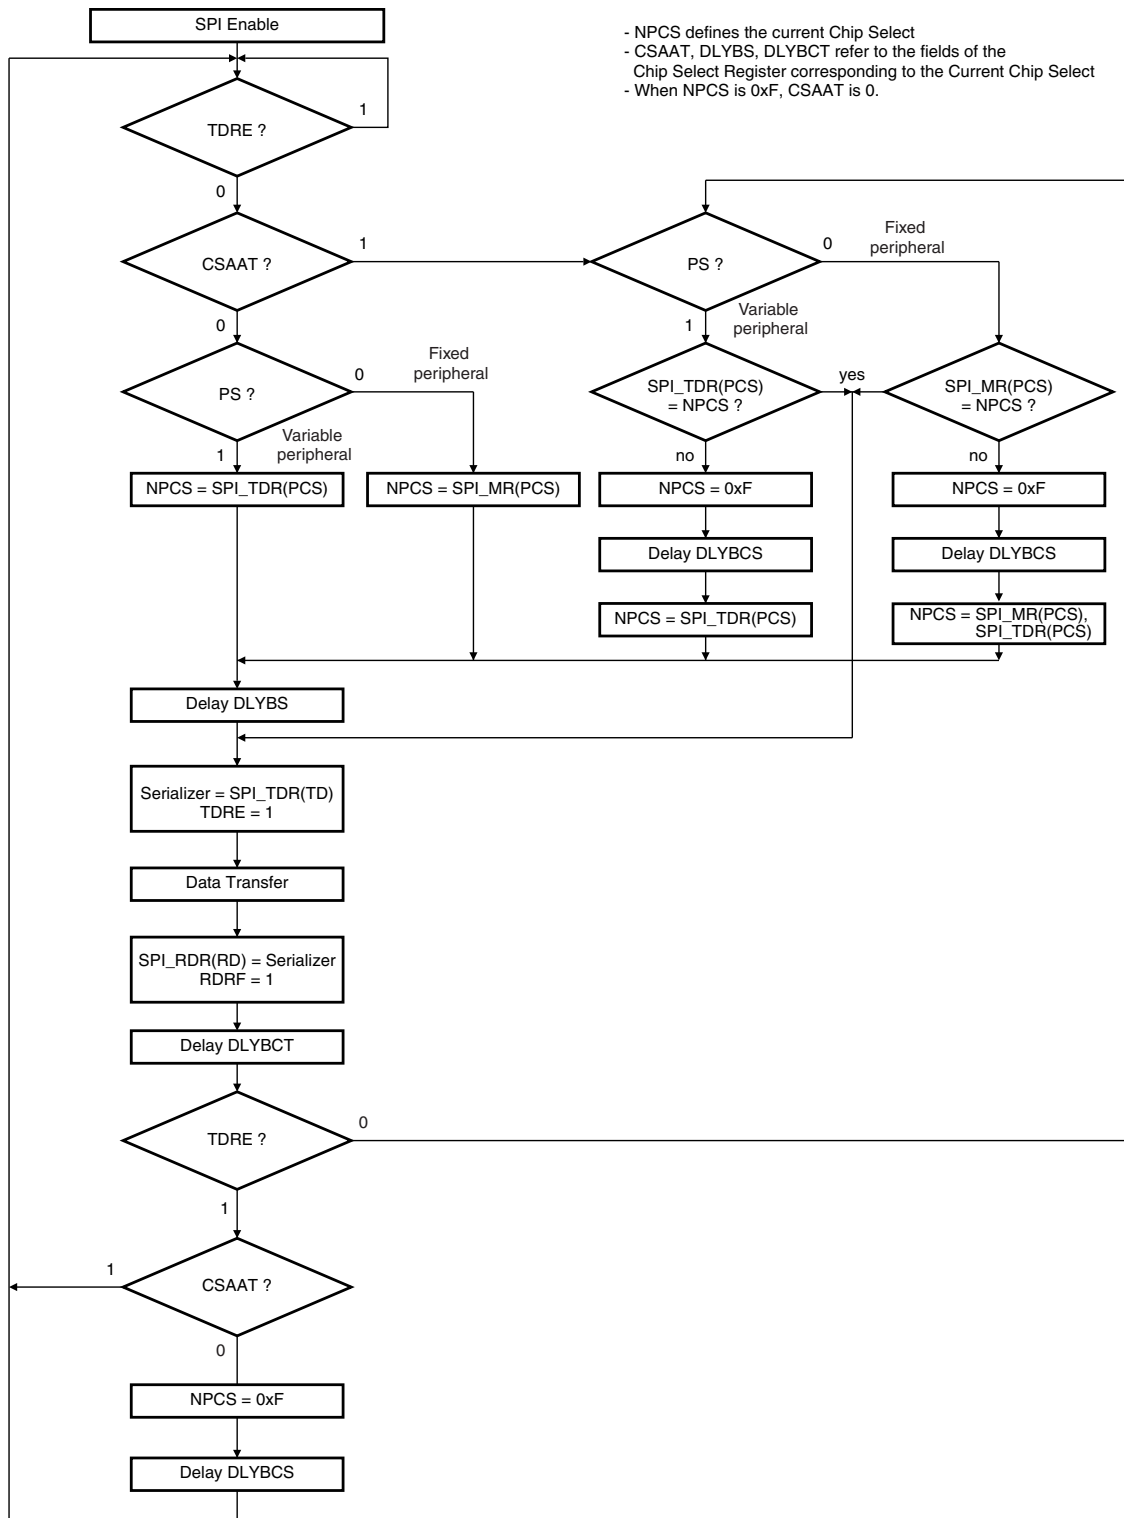 SPI Enable
- NPCS defines the current Chip Select
- CSAAT, DLYBS, DLYBCT refer to the fields of the
Chip Select Register corresponding to the Current Chip Select
- When NPCS is 0xF, CSAAT is 0.
1
TDRE ?
0
CSAAT ?
1
PS ?
0
Fixed
peripheral
0
1
Variable
peripheral
PS ?
0
Fixed
peripheral
SPI_TDR(PCS)
= NPCS ?
yes
SPI_MR(PCS)
= NPCS ?
1
Variable
peripheral
no
no
NPCS = SPI_TDR(PCS)
NPCS = SPI_MR(PCS)
NPCS = 0xF
NPCS = 0xF
Delay DLYBCS
Delay DLYBCS
NPCS = SPI_TDR(PCS)
NPCS = SPI_MR(PCS),
SPI_TDR(PCS)
Delay DLYBS
Serializer = SPI_TDR(TD)
TDRE = 1
Data Transfer
SPI_RDR(RD) = Serializer
RDRF = 1
Delay DLYBCT
TDRE ?
0
1
CSAAT ?
1
0
NPCS = 0xF
Delay DLYBCS